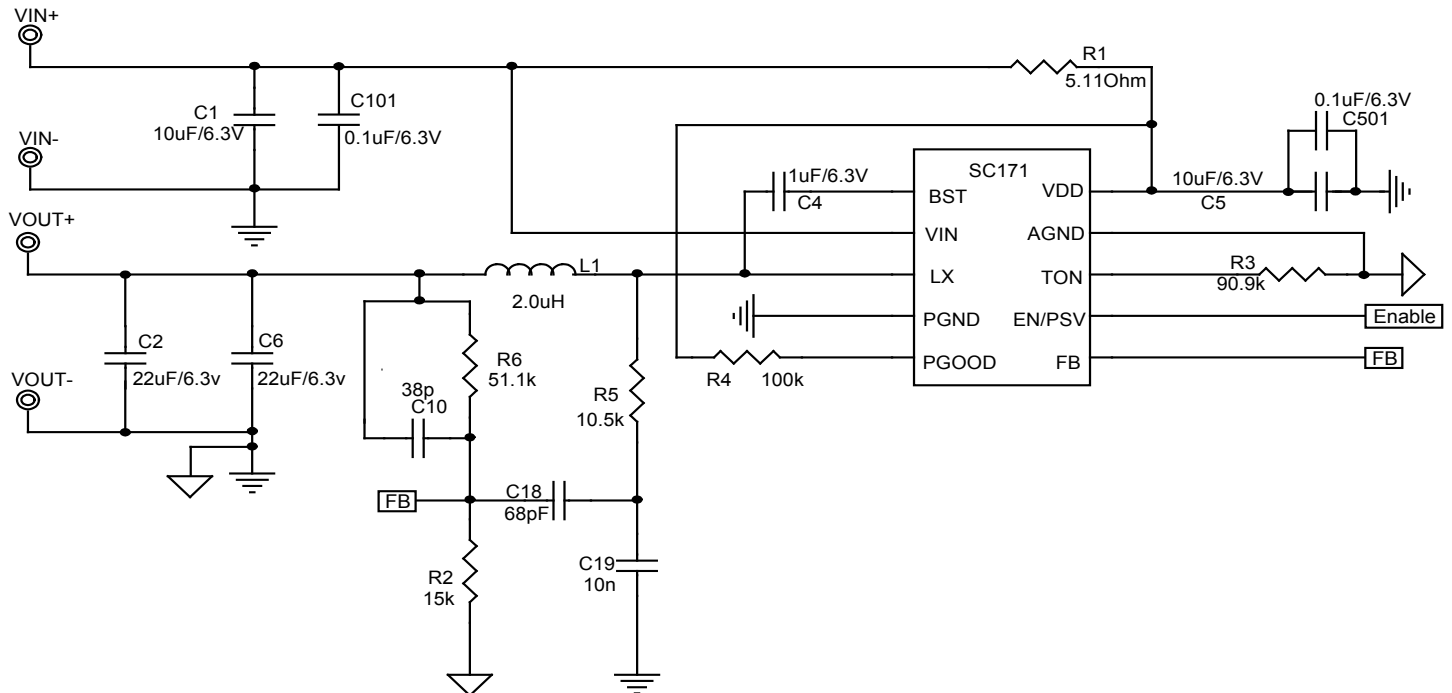 VIN+
R1
5.11Ohm
C1
10uF/6.3V
C101
0.1uF/6.3V
0.1uF/6.3V
C501
VIN-
1uF/6.3V
C4
SC171
BST
VIN
LX
PGND
PGOOD
VDD
AGND
TON
EN/PSV
FB
10uF/6.3V
C5
R3
90.9k
Enable
FB
VOUT+
L1
2.0uH
C2
22uF/6.3v
C6
22uF/6.3v
VOUT-
R6
51.1k
38p
C10
R5
10.5k
R4
100k
FB
C18
68pF
C19
10n
R2
15k